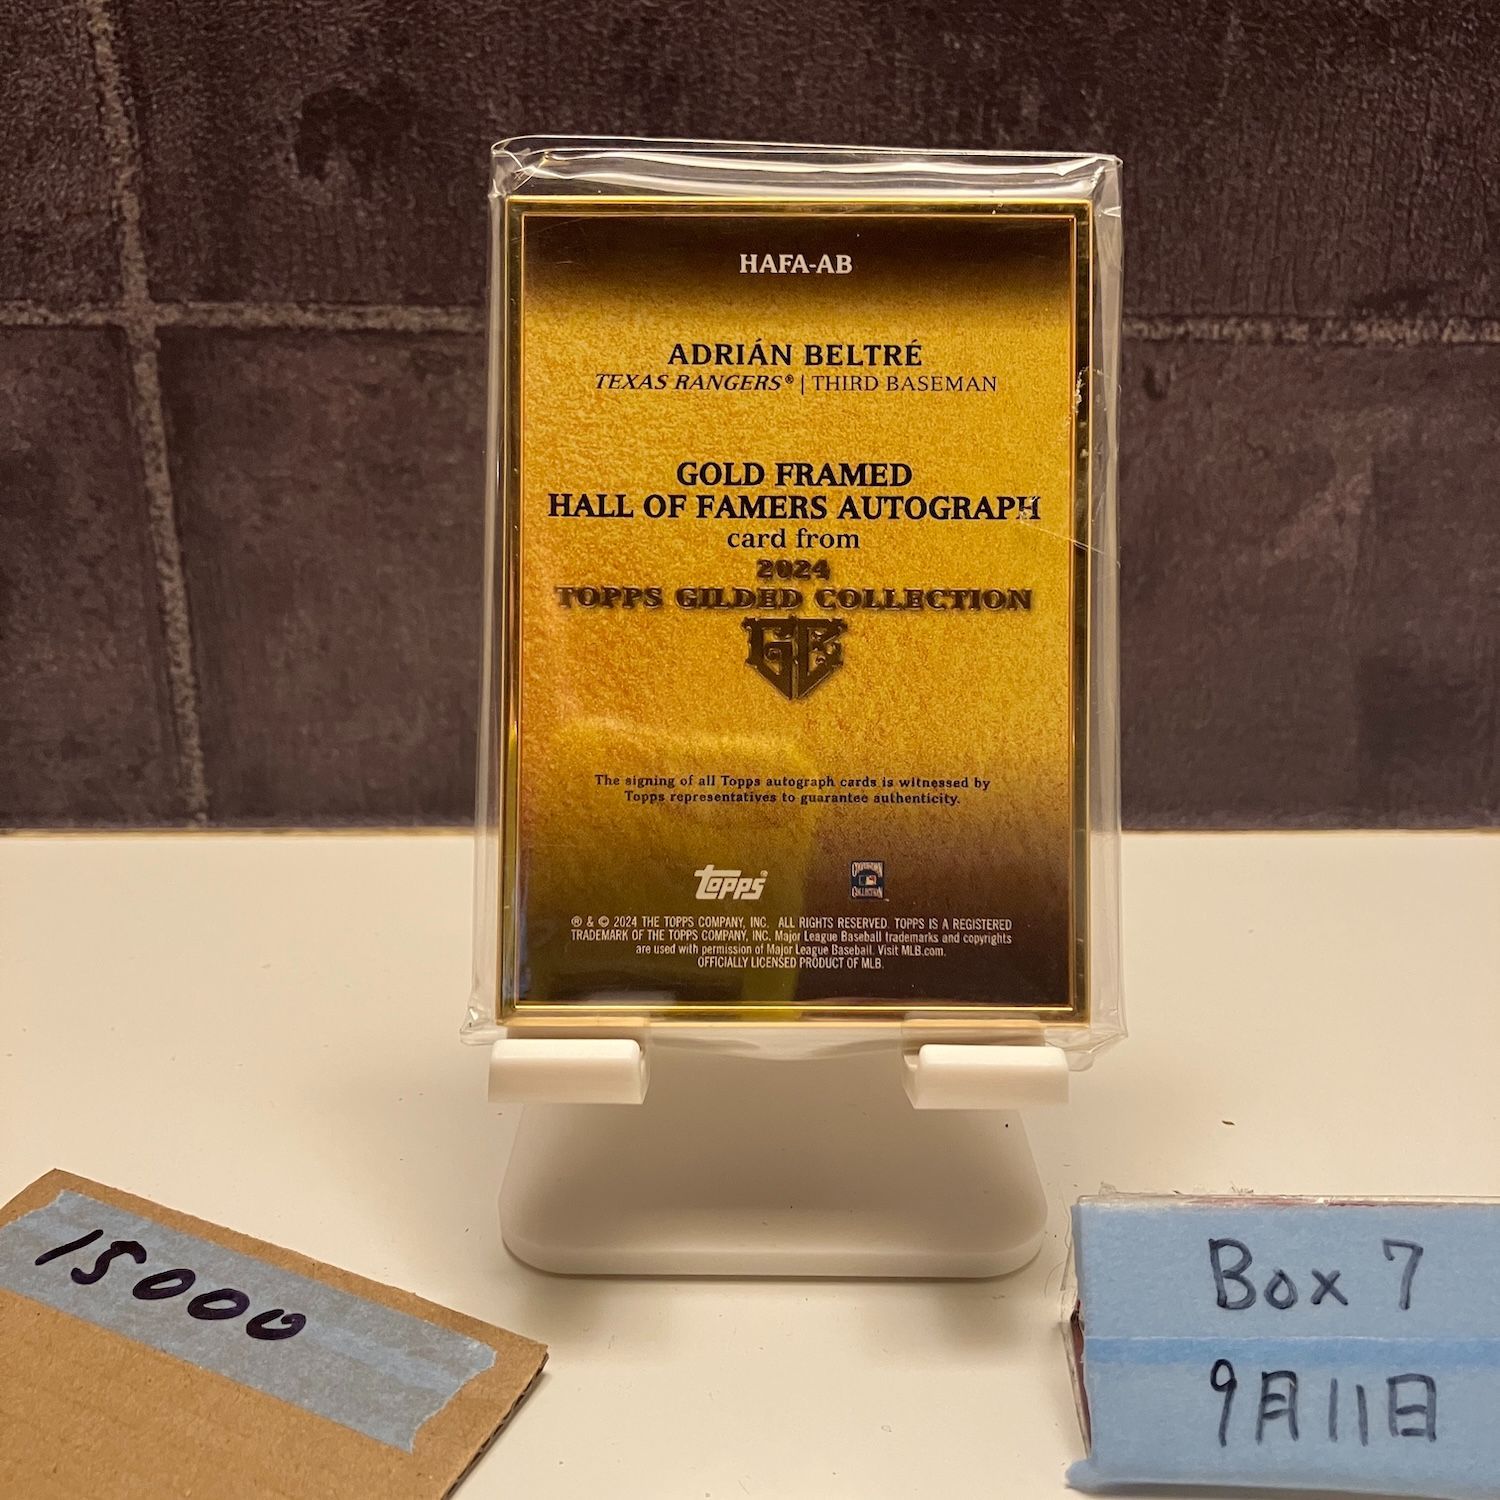 HAFA-AB
ADRIÁN BELTRÉ
TEXAS RANGERS® | THIRD BASEMAN
GOLD FRAMED
HALL OF FAMERS AUTOGRAPH
card from
2024
TOPPS GILDED COLLECTION
The signing of all Topps autograph cards is witnessed by
Topps representatives to guarantee authenticity.
Topps®
COOPERSTOWN
COLLECTION
® & © 2024 THE TOPPS COMPANY, INC. ALL RIGHTS RESERVED. TOPPS IS A REGISTERED
TRADEMARK OF THE TOPPS COMPANY, INC. Major League Baseball trademarks and copyrights
are used with permission of Major League Baseball. Visit MLB.com.
OFFICIALLY LICENSED PRODUCT OF MLB.
15000
Box 7
9月11日